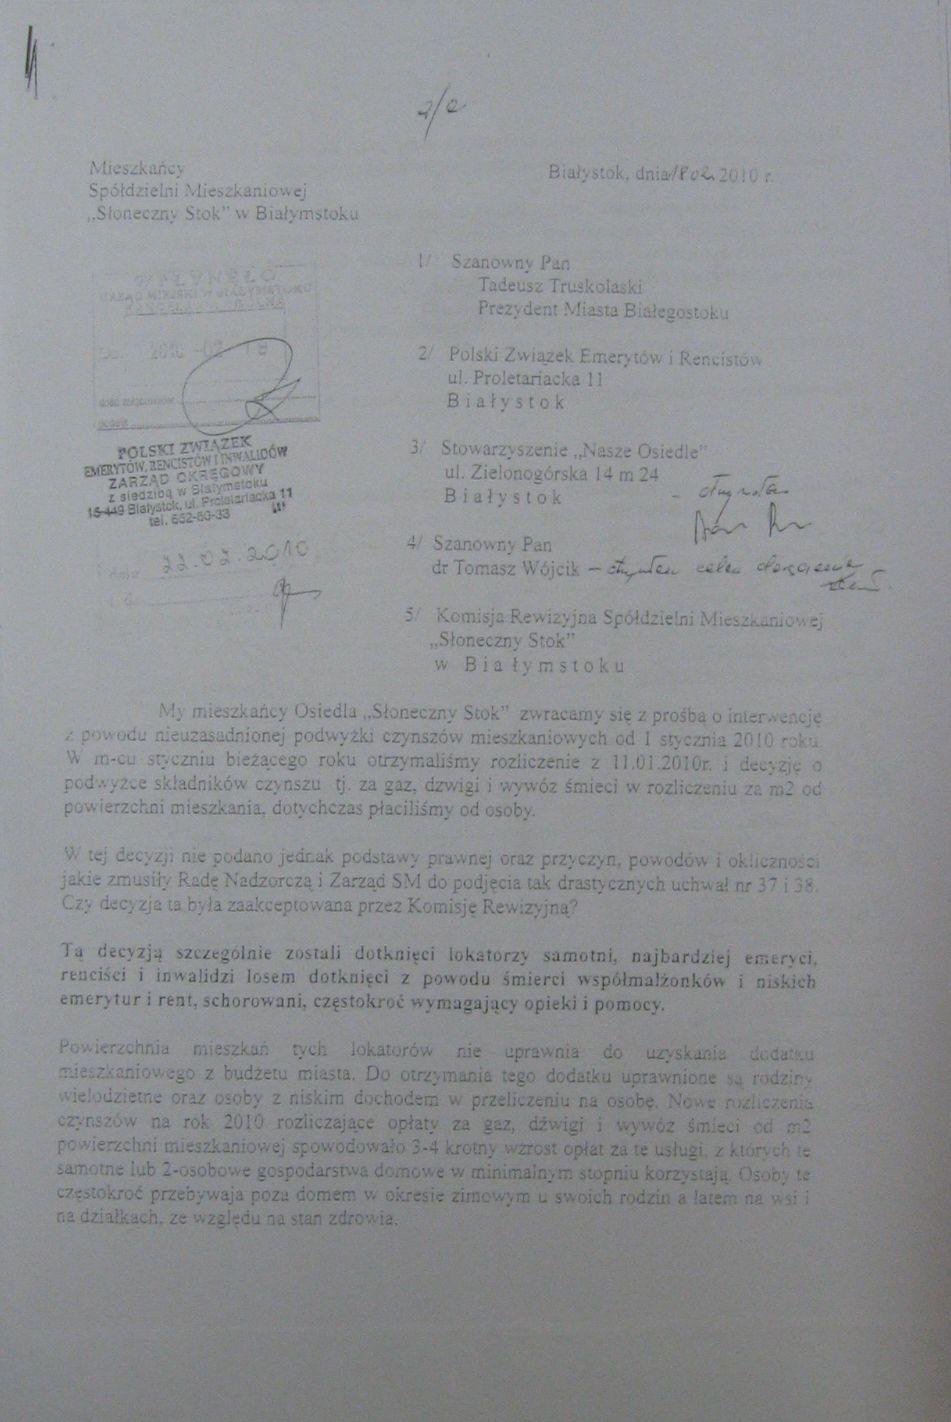 a/a
Mieszkańcy
Spółdzielni Mieszkaniowej
„Słoneczny Stok” w Białymstoku
Białystok, dnia 18 02 2010 r.
1/ Szanowny Pan
Tadeusz Truskolaski
Prezydent Miasta Białegostoku
2/ Polski Związek Emerytów i Rencistów
ul. Proletariacka 11
Białystok
3/ Stowarzyszenie „Nasze Osiedle”
ul. Zielonogórska 14 m 24
Białystok
4/ Szanowny Pan
dr Tomasz Wójcik –
5/ Komisja Rewizyjna Spółdzielni Mieszkaniowej
„Słoneczny Stok”
w Białymstoku
2010 -02- 18
POLSKI ZWIĄZEK
EMERYTÓW, RENCISTÓW I INWALIDÓW
ZARZĄD OKRĘGOWY
z siedzibą w Białymstoku
15-449 Białystok, ul. Proletariacka 11
tel. 652-80-33
22.02.2010
My mieszkańcy Osiedla „Słoneczny Stok” zwracamy się z prośbą o interwencję
z powodu nieuzasadnionej podwyżki czynszów mieszkaniowych od 1 stycznia 2010 roku.
W m-cu styczniu bieżącego roku otrzymaliśmy rozliczenie z 11.01.2010r. i decyzję o
podwyżce składników czynszu tj. za gaz, dzwigi i wywóz śmieci w rozliczeniu za m2 od
powierzchni mieszkania, dotychczas płaciliśmy od osoby.
W tej decyzji nie podano jednak podstawy prawnej oraz przyczyn, powodów i okliczności
jakie zmusiły Radę Nadzorczą i Zarząd SM do podjęcia tak drastycznych uchwał nr 37 i 38.
Czy decyzja ta była zaakceptowana przez Komisję Rewizyjną?
Tą decyzją szczególnie zostali dotknięci lokatorzy samotni, najbardziej emeryci,
renciści i inwalidzi losem dotknięci z powodu śmierci współmałżonków i niskich
emerytur i rent, schorowani, częstokroć wymagający opieki i pomocy.
Powierzchnia mieszkań tych lokatorów nie uprawnia do uzyskania dodatku
mieszkaniowego z budżetu miasta. Do otrzymania tego dodatku uprawnione są rodziny
wielodzietne oraz osoby z niskim dochodem w przeliczeniu na osobę. Nowe rozliczenia
czynszów na rok 2010 rozliczające opłaty za gaz, dźwigi i wywóz śmieci od m2
powierzchni mieszkaniowej spowodowało 3-4 krotny wzrost opłat za te usługi, z których te
samotne lub 2-osobowe gospodarstwa domowe w minimalnym stopniu korzystają. Osoby te
częstokroć przebywaja poza domem w okresie zimowym u swoich rodzin a latem na wsi i
na działkach, ze względu na stan zdrowia.